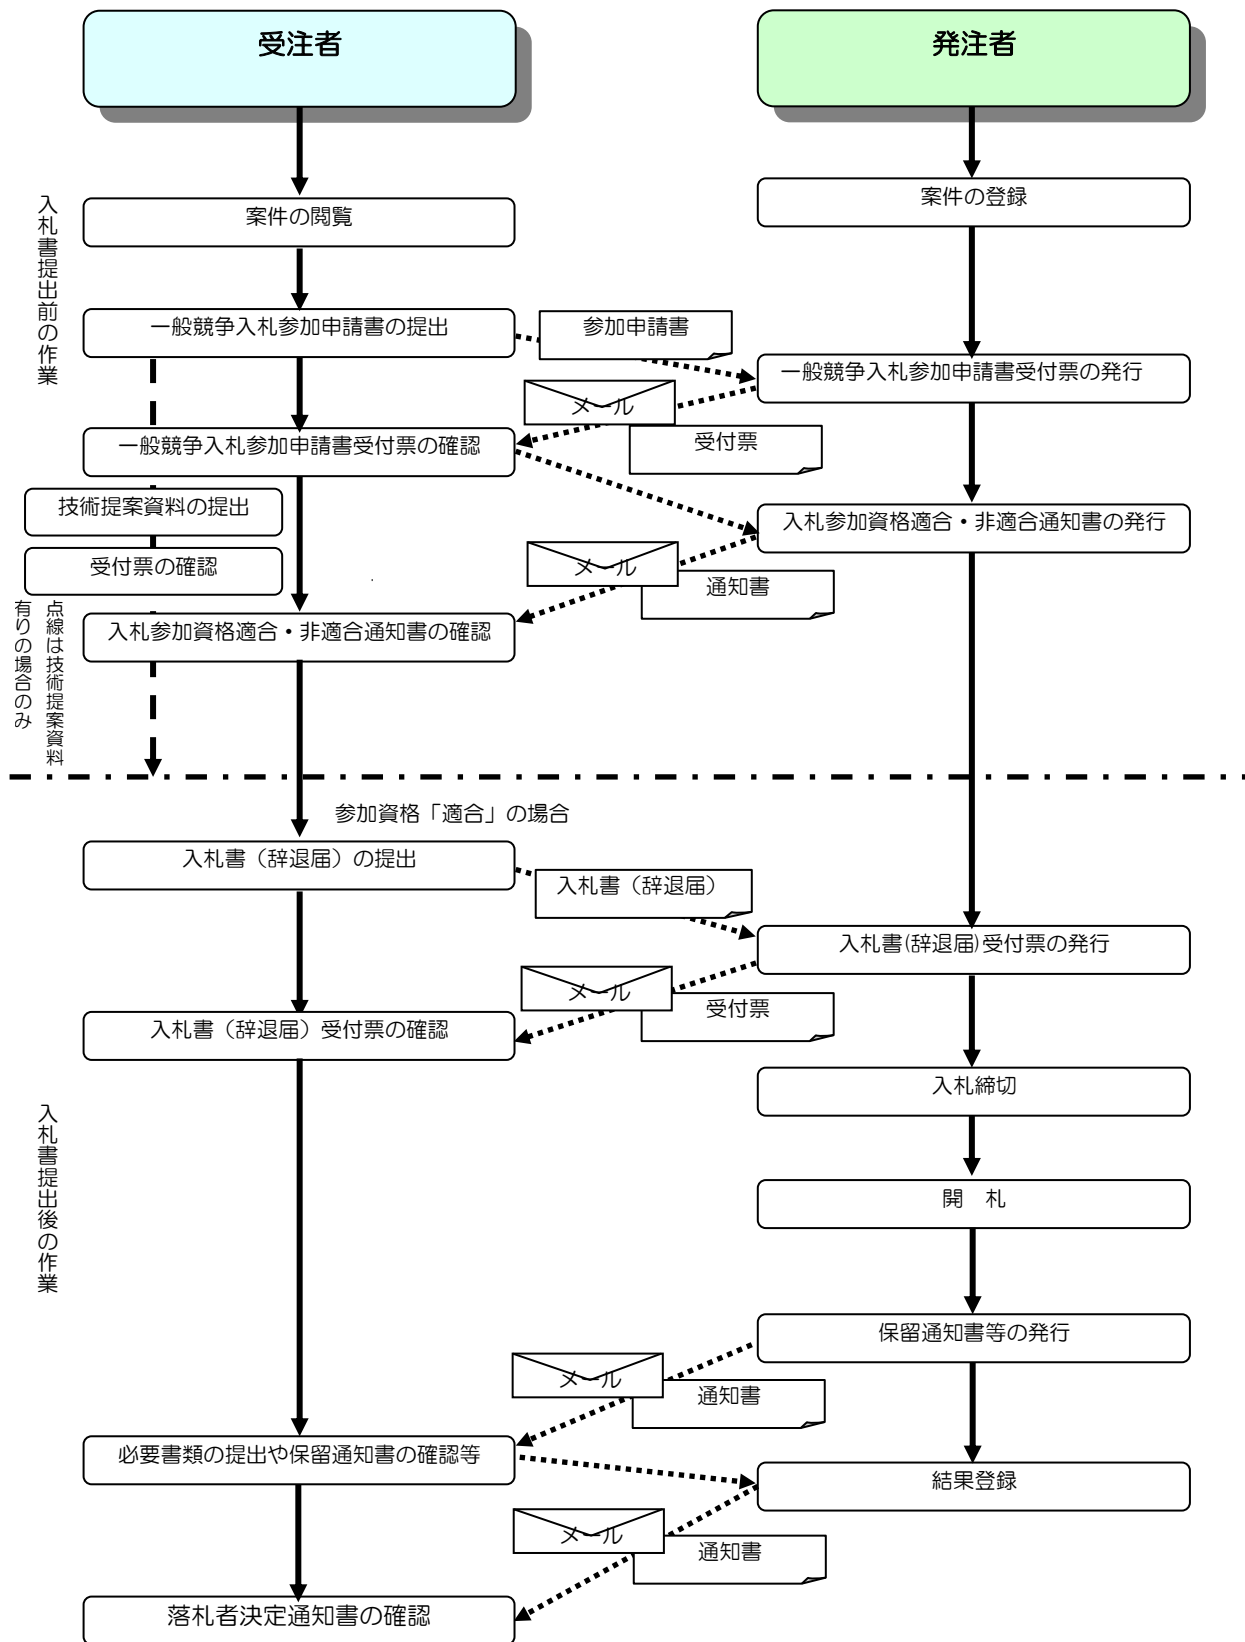 受注者
発注者
入札書提出前の作業
案件の閲覧
案件の登録
一般競争入札参加申請書の提出
参加申請書
一般競争入札参加申請書受付票の発行
メール
受付票
一般競争入札参加申請書受付票の確認
技術提案資料の提出
入札参加資格適合・非適合通知書の発行
受付票の確認
メール
通知書
点線は技術提案資料
有りの場合のみ
入札参加資格適合・非適合通知書の確認
参加資格「適合」の場合
入札書（辞退届）の提出
入札書（辞退届）
入札書(辞退届)受付票の発行
メール
受付票
入札書（辞退届）受付票の確認
入札締切
入札書提出後の作業
開　札
保留通知書等の発行
メール
通知書
必要書類の提出や保留通知書の確認等
結果登録
メール
通知書
落札者決定通知書の確認